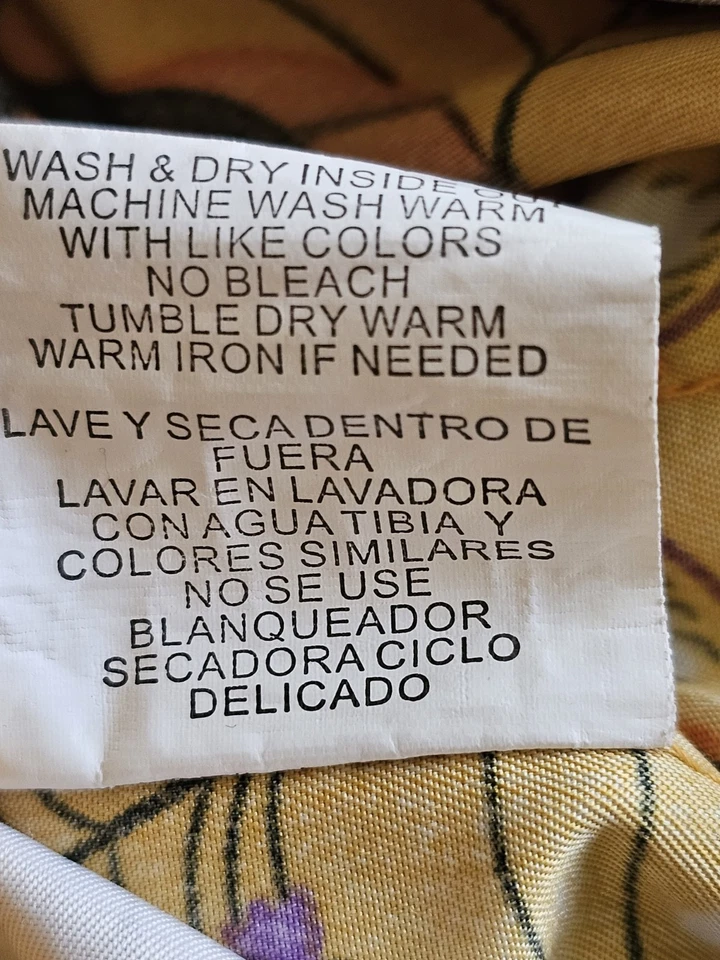 WASH & DRY INSIDE OUT
MACHINE WASH WARM
WITH LIKE COLORS
NO BLEACH
TUMBLE DRY WARM
WARM IRON IF NEEDED
LAVE Y SECA DENTRO DE
FUERA
LAVAR EN LAVADORA
CON AGUA TIBIA Y
COLORES SIMILARES
NO SE USE
BLANQUEADOR
SECADORA CICLO
DELICADO